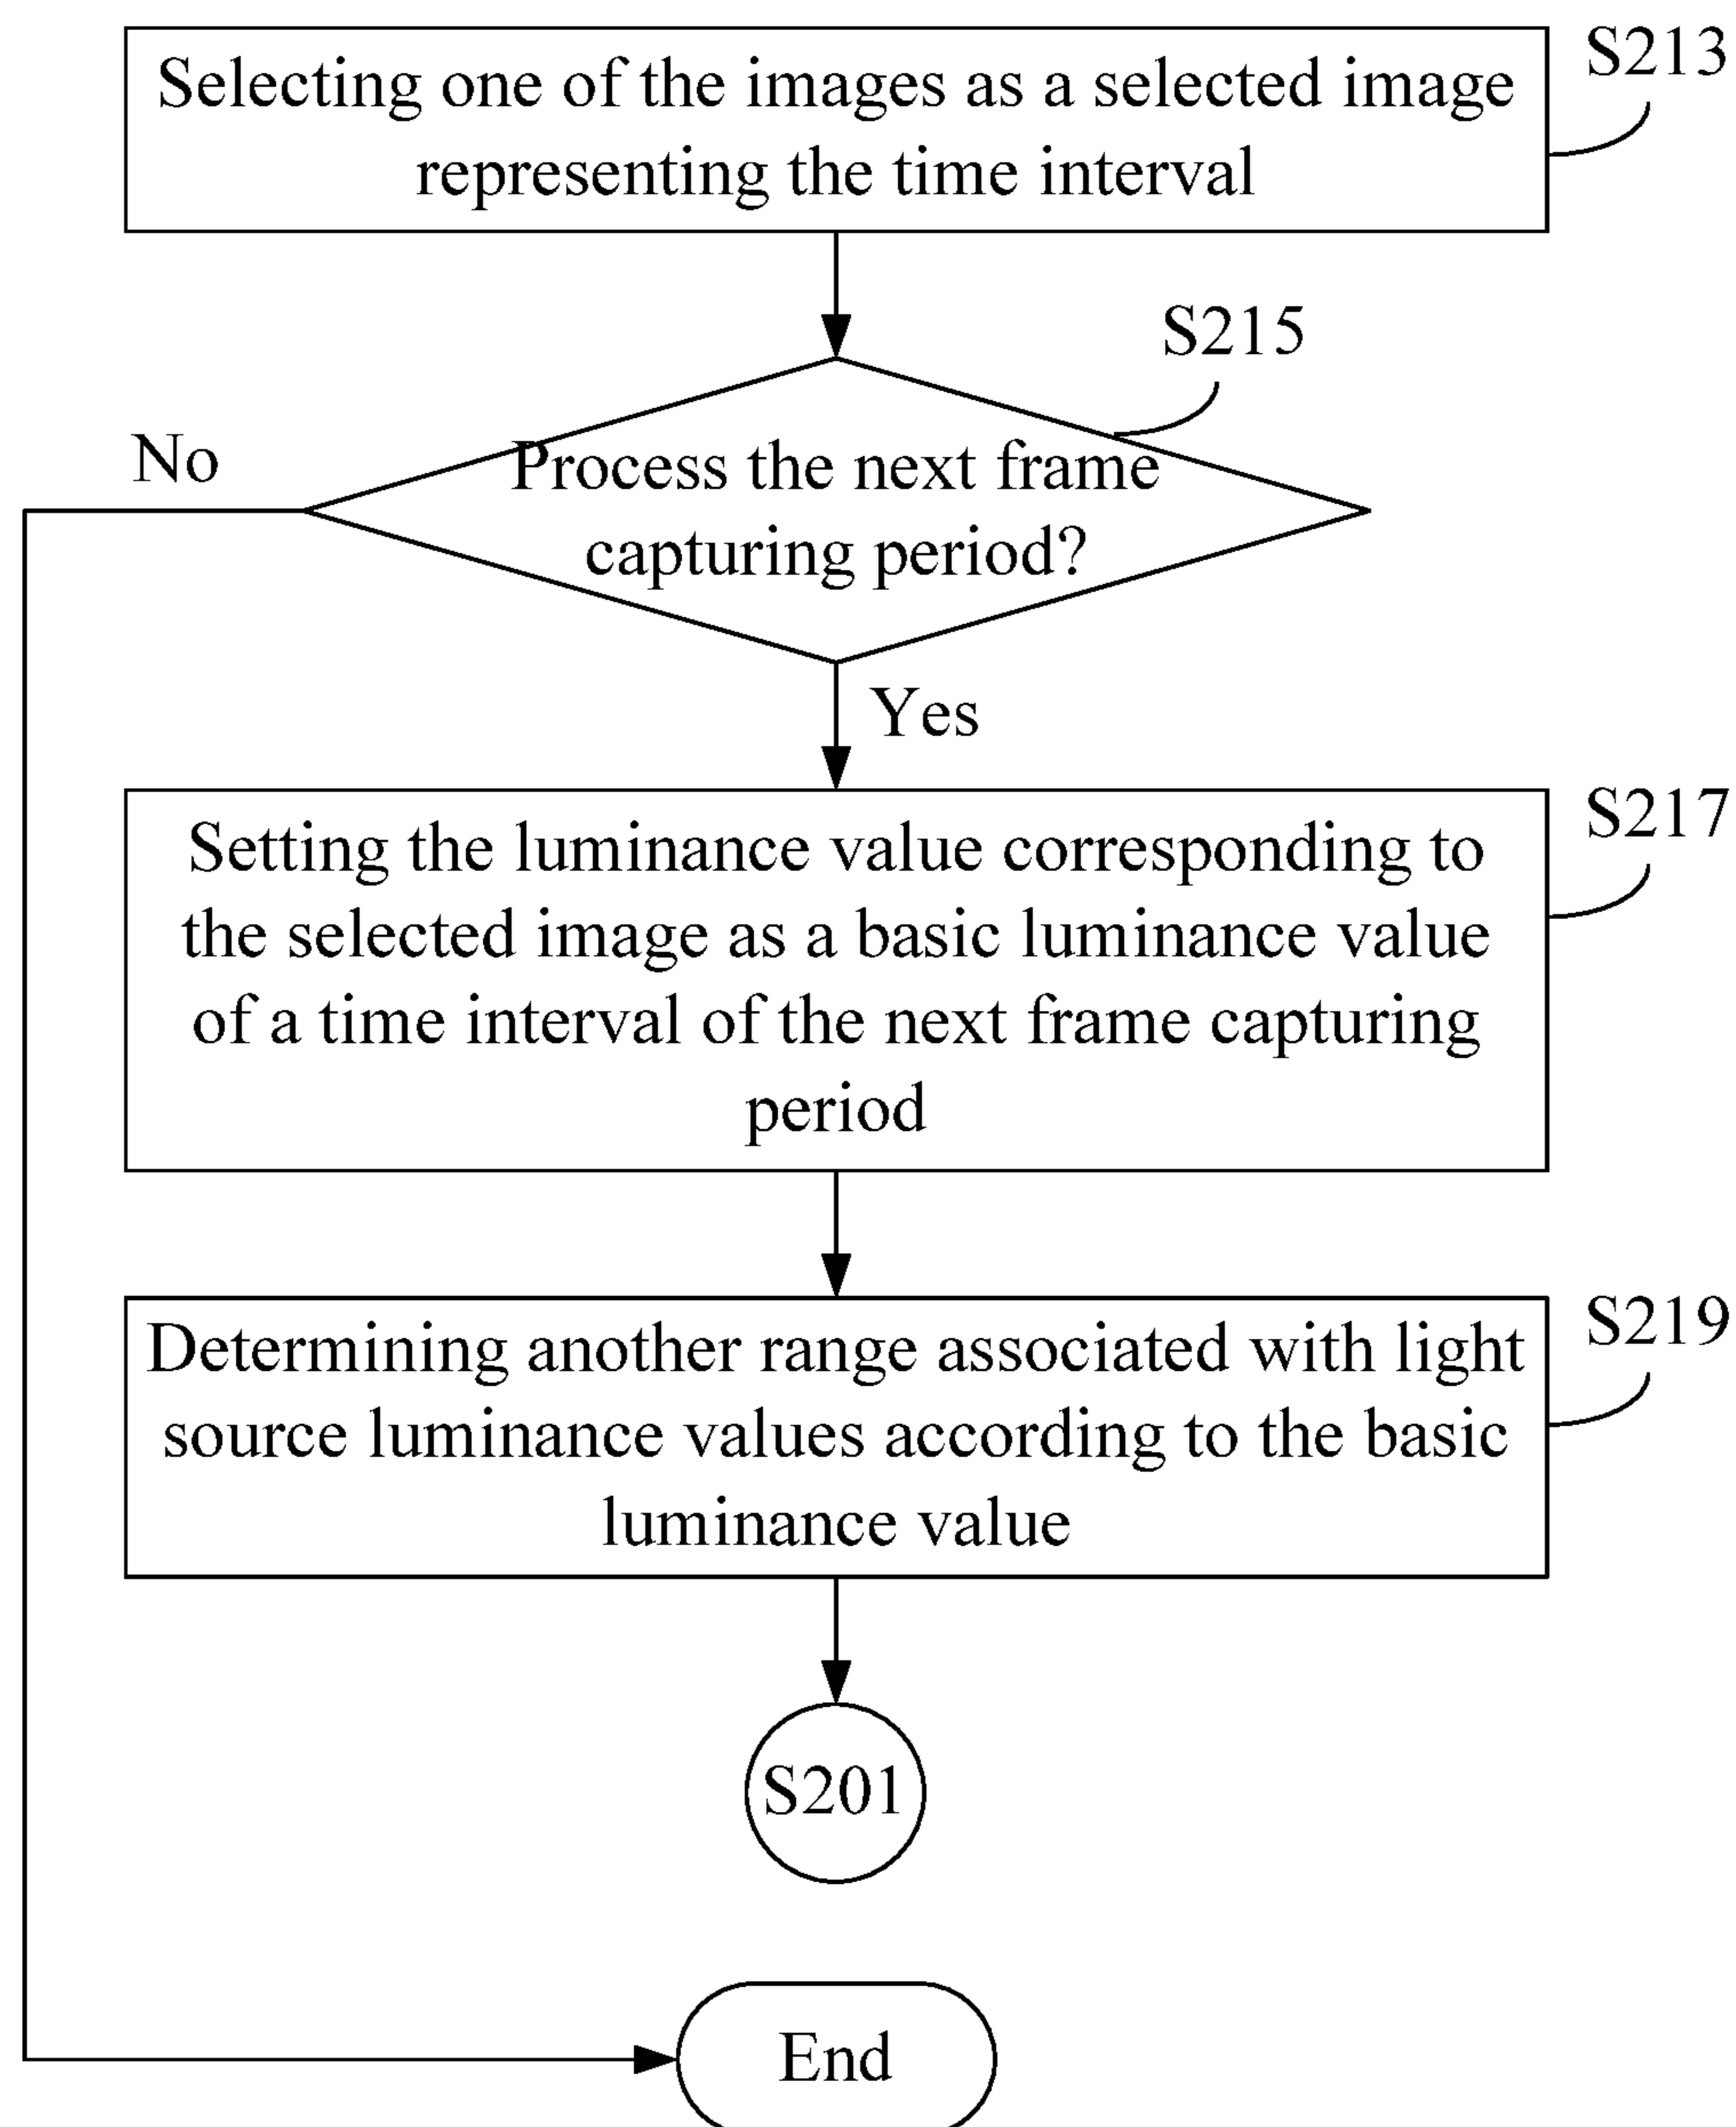 Selecting one of the images as a selected image
representing the time interval
S213
S215
No
Process the next frame
capturing period?
Yes
Setting the luminance value corresponding to
the selected image as a basic luminance value
of a time interval of the next frame capturing
period
S217
Determining another range associated with light
source luminance values according to the basic
luminance value
S219
S201
End